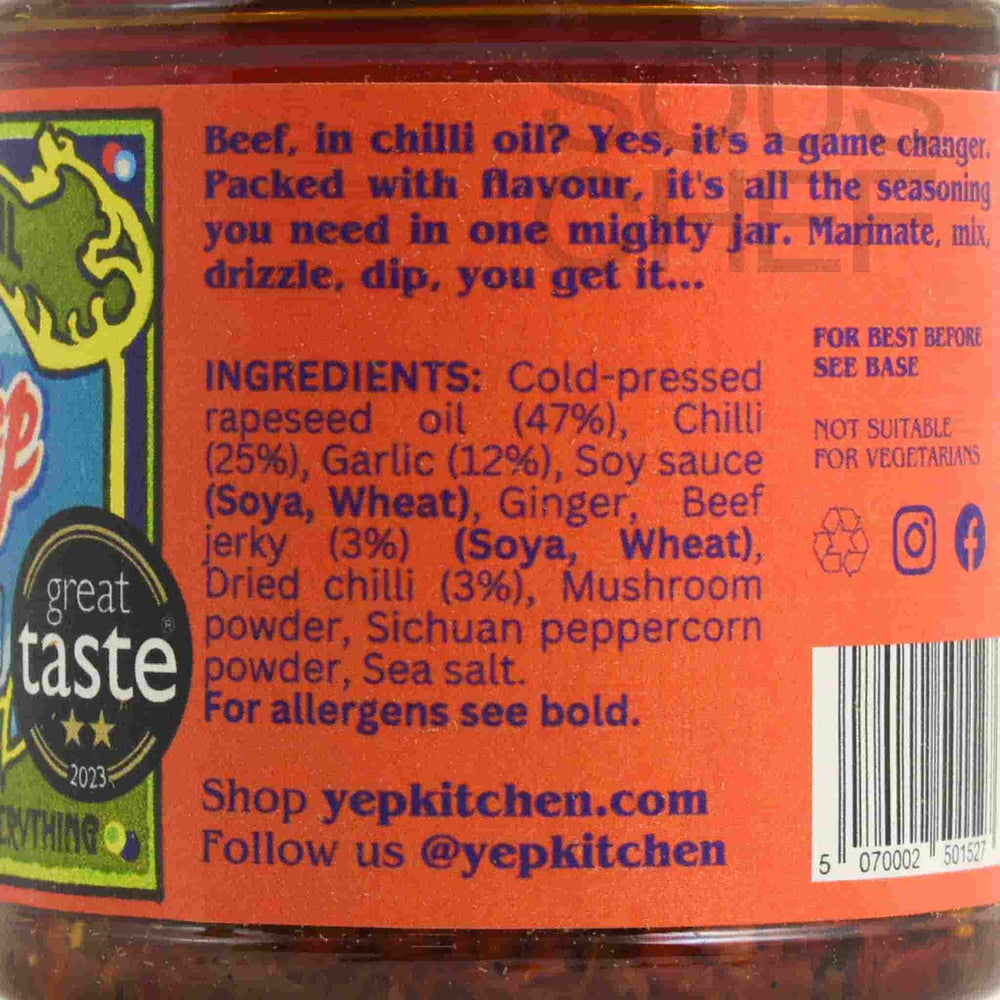 SOUS
CHEF
Beef, in chilli oil? Yes, it's a game changer.
Packed with flavour, it's all the seasoning
you need in one mighty jar. Marinate, mix,
drizzle, dip, you get it...
INGREDIENTS: Cold-pressed
rapeseed oil (47%), Chilli
(25%), Garlic (12%), Soy sauce
(Soya, Wheat), Ginger, Beef
jerky (3%) (Soya, Wheat),
Dried chilli (3%), Mushroom
powder, Sichuan peppercorn
powder, Sea salt.
For allergens see bold.
Shop yepkitchen.com
Follow us @yepkitchen
FOR BEST BEFORE
SEE BASE
NOT SUITABLE
FOR VEGETARIANS
5 070002 501527
great
taste®
2023